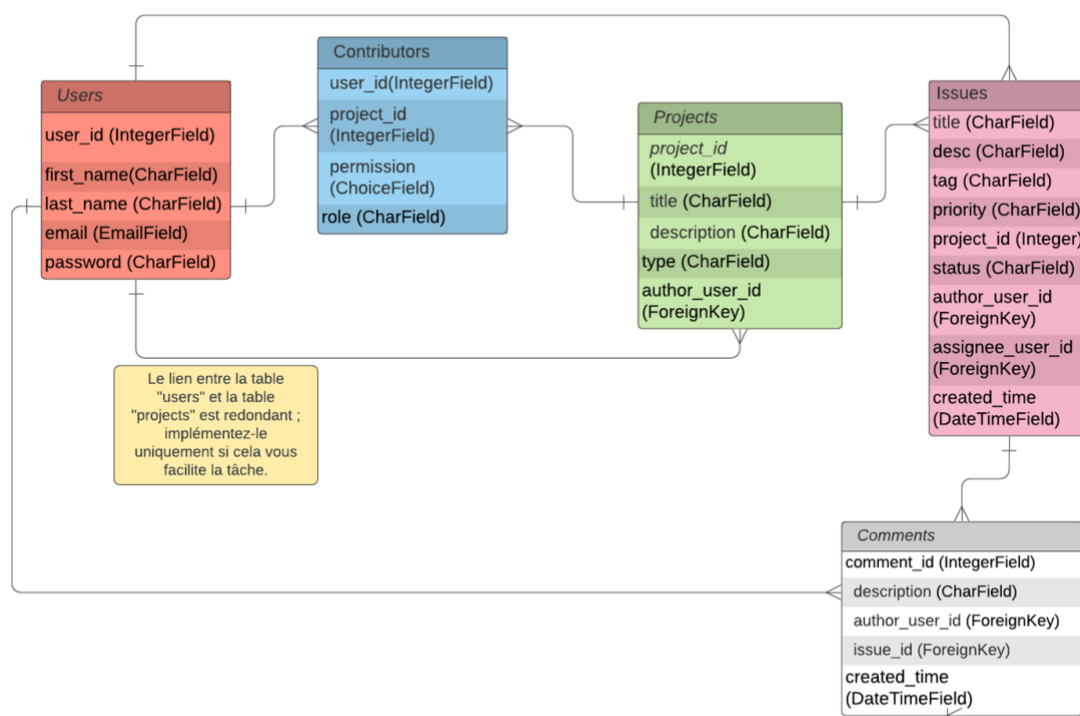 Users
user_id (IntegerField)
first_name(CharField)
last_name (CharField)
email (EmailField)
password (CharField)
Contributors
user_id(IntegerField)
project_id
(IntegerField)
permission
(ChoiceField)
role (CharField)
Projects
project_id
(IntegerField)
title (CharField)
description (CharField)
type (CharField)
author_user_id
(ForeignKey)
Issues
title (CharField)
desc (CharField)
tag (CharField)
priority (CharField)
project_id (Integer)
status (CharField)
author_user_id
(ForeignKey)
assignee_user_id
(ForeignKey)
created_time
(DateTimeField)
Le lien entre la table
"users" et la table
"projects" est redondant ;
implémentez-le
uniquement si cela vous
facilite la tâche.
Comments
comment_id (IntegerField)
description (CharField)
author_user_id (ForeignKey)
issue_id (ForeignKey)
created_time
(DateTimeField)